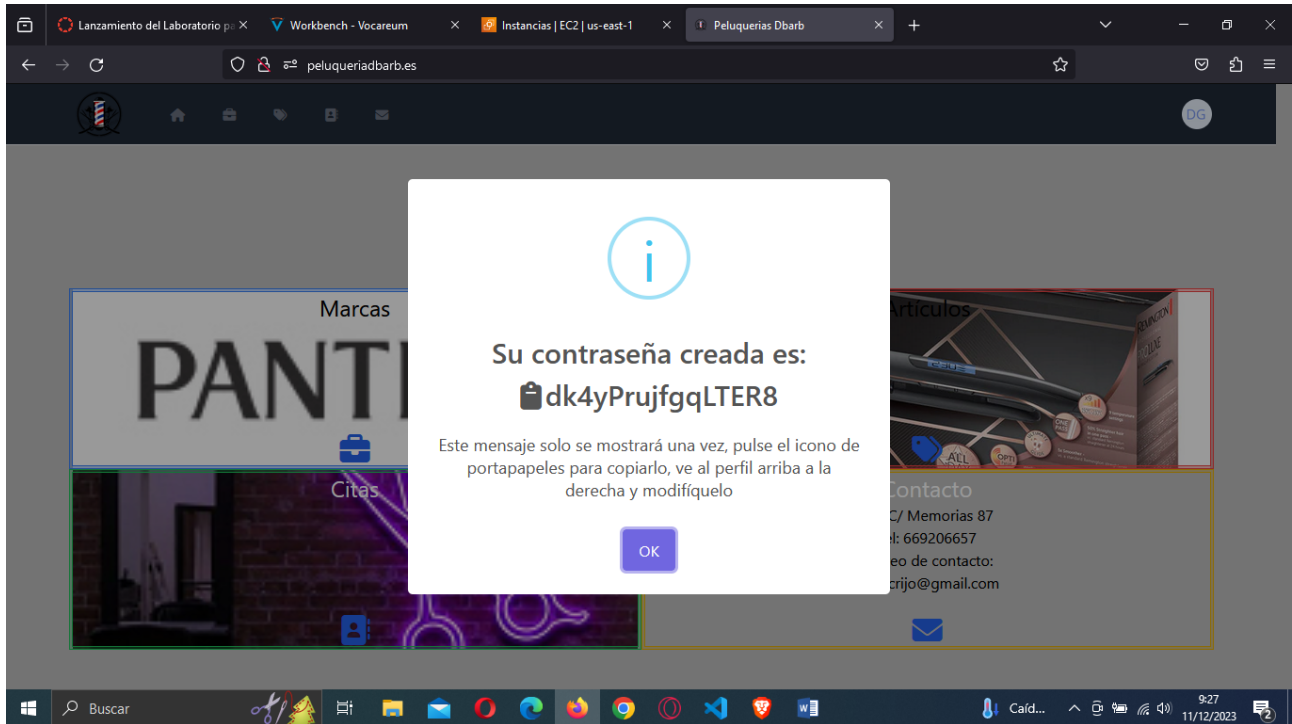 Lanzamiento del Laboratorio pa
Workbench - Vocareum
Instancias | EC2 | us-east-1
Peluquerias Dbarb
peluqueriadbarb.es
DG
Marcas
Artículos
PANT
REMINGTON
Su contraseña creada es:
dk4yPrujfgqLTER8
Este mensaje solo se mostrará una vez, pulse el icono de
portapapeles para copiarlo, ve al perfil arriba a la
derecha y modifíquelo
OK
Citas
Contacto
C/ Memorias 87
el: 669206657
eo de contacto:
crijo@gmail.com
Buscar
Caíd...
9:27
11/12/2023
2